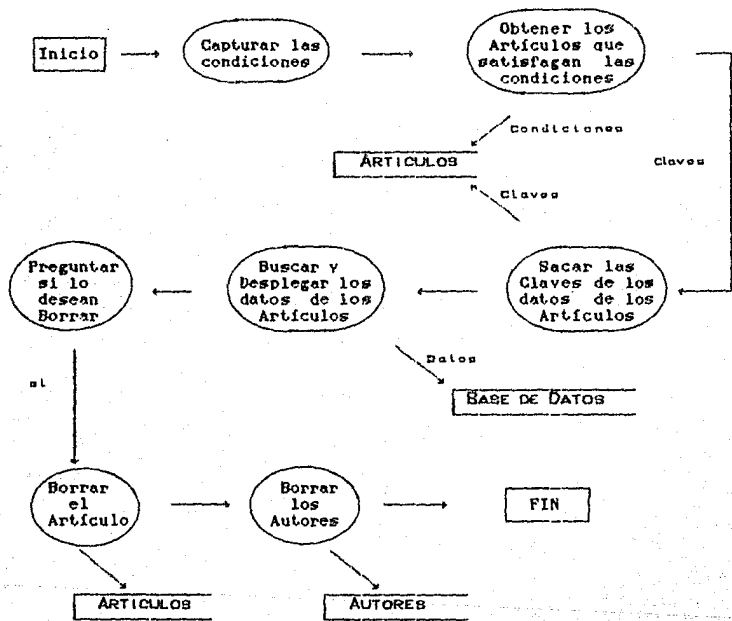 Inicio
Capturar las
condiciones
Obtener los
Artículos que
satisfagan las
condiciones
Condiciones
ARTICULOS
Claves
Claves
Preguntar
si lo
desean
Borrar
Buscar y
Desplegar los
datos de los
Artículos
Sacar las
Claves de los
datos de los
Artículos
Datos
BASE DE DATOS
si
Borrar
el
Artículo
Borrar
los
Autores
FIN
ARTICULOS
AUTORES